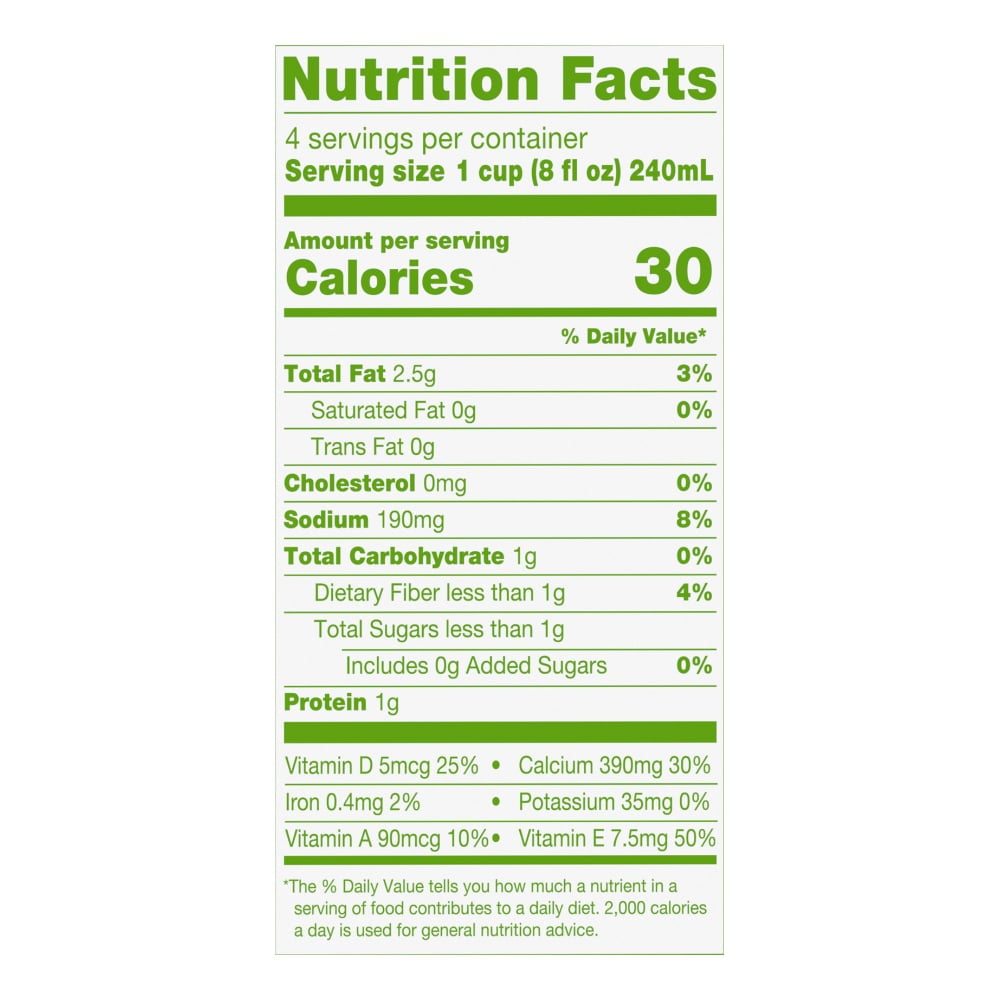 Nutrition Facts
4 servings per container
Serving size 1 cup (8 fl oz) 240mL
Amount per serving
Calories 30
% Daily Value*
Total Fat 2.5g 3%
Saturated Fat 0g 0%
Trans Fat 0g
Cholesterol 0mg 0%
Sodium 190mg 8%
Total Carbohydrate 1g 0%
Dietary Fiber less than 1g 4%
Total Sugars less than 1g
Includes 0g Added Sugars 0%
Protein 1g
Vitamin D 5mcg 25% • Calcium 390mg 30%
Iron 0.4mg 2% • Potassium 35mg 0%
Vitamin A 90mcg 10% • Vitamin E 7.5mg 50%
*The % Daily Value tells you how much a nutrient in a
serving of food contributes to a daily diet. 2,000 calories
a day is used for general nutrition advice.